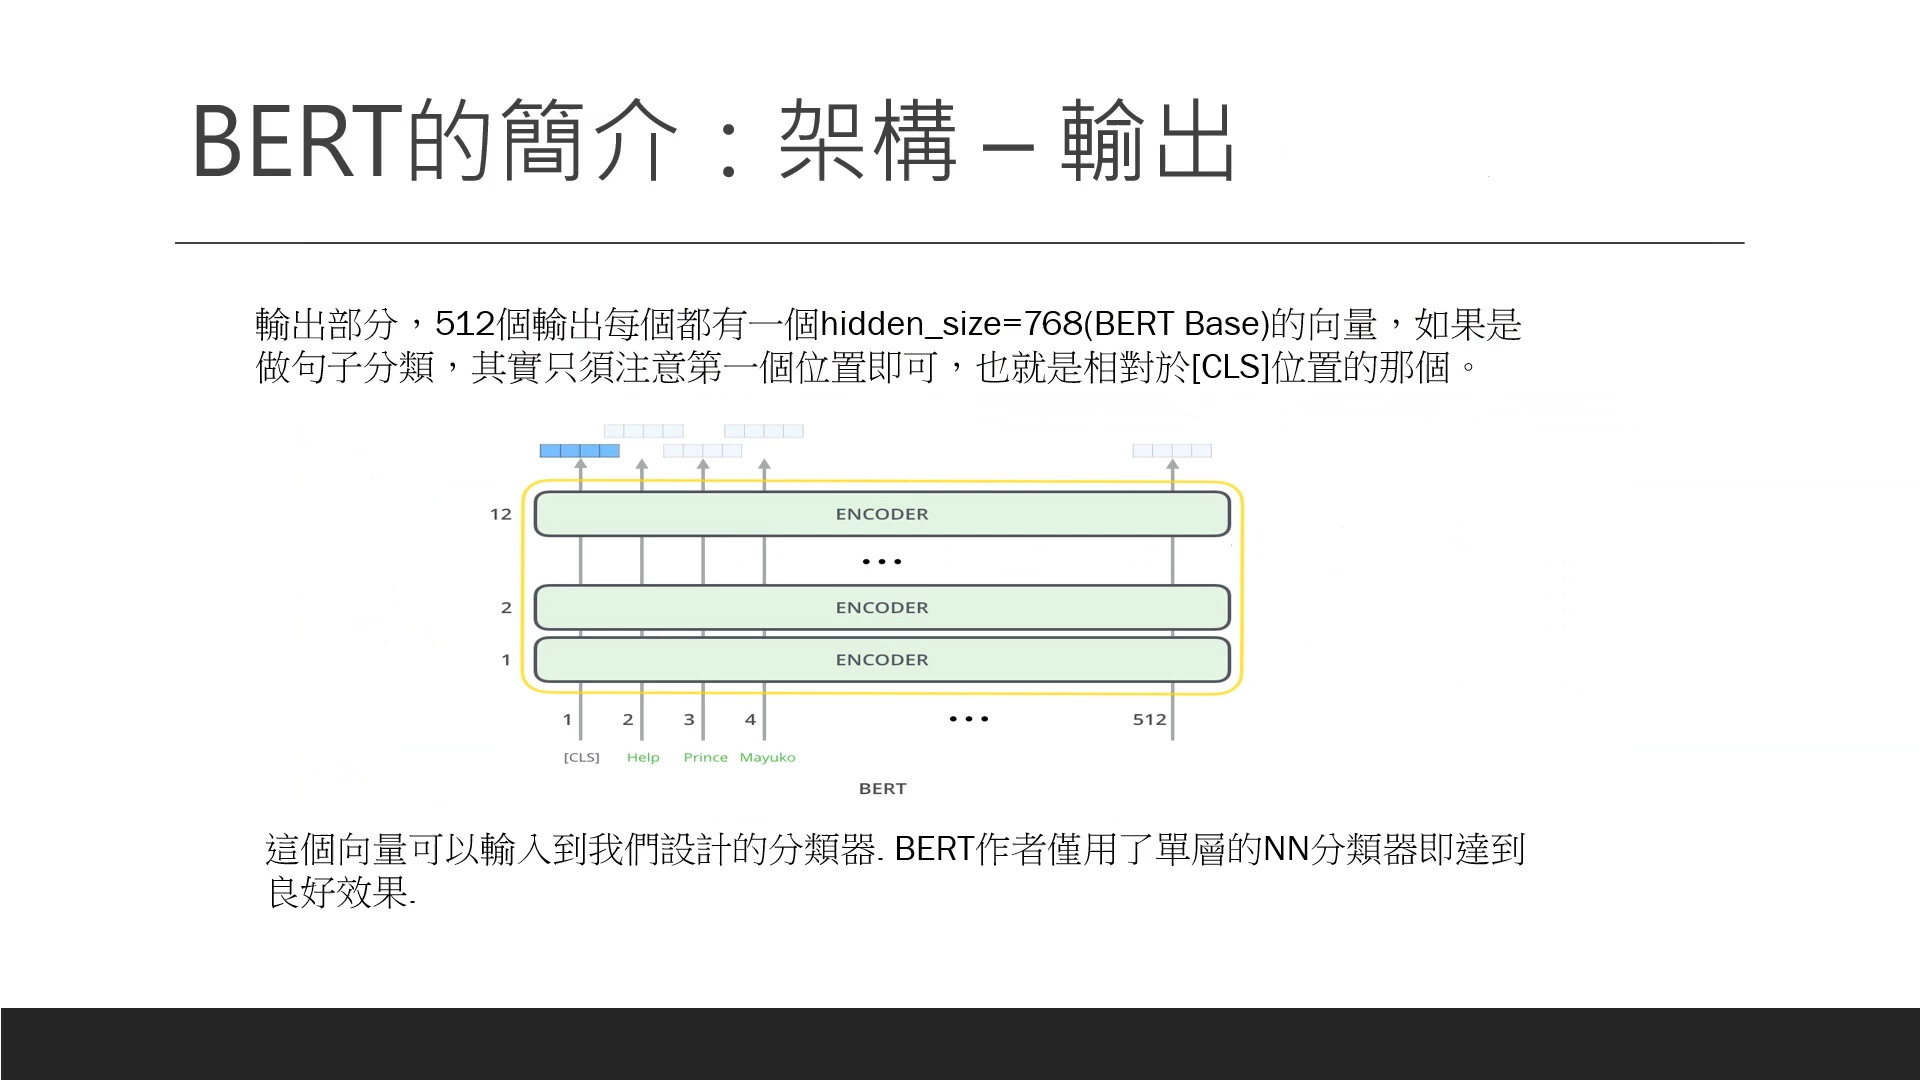 BERT的簡介：架構 – 輸出
輸出部分，512個輸出每個都有一個hidden_size=768(BERT Base)的向量，如果是
做句子分類，其實只須注意第一個位置即可，也就是相對於[CLS]位置的那個。
12 ENCODER
•••
2 ENCODER
1 ENCODER
1 2 3 4 ••• 512
[CLS] Help Prince Mayuko
BERT
這個向量可以輸入到我們設計的分類器. BERT作者僅用了單層的NN分類器即達到
良好效果.